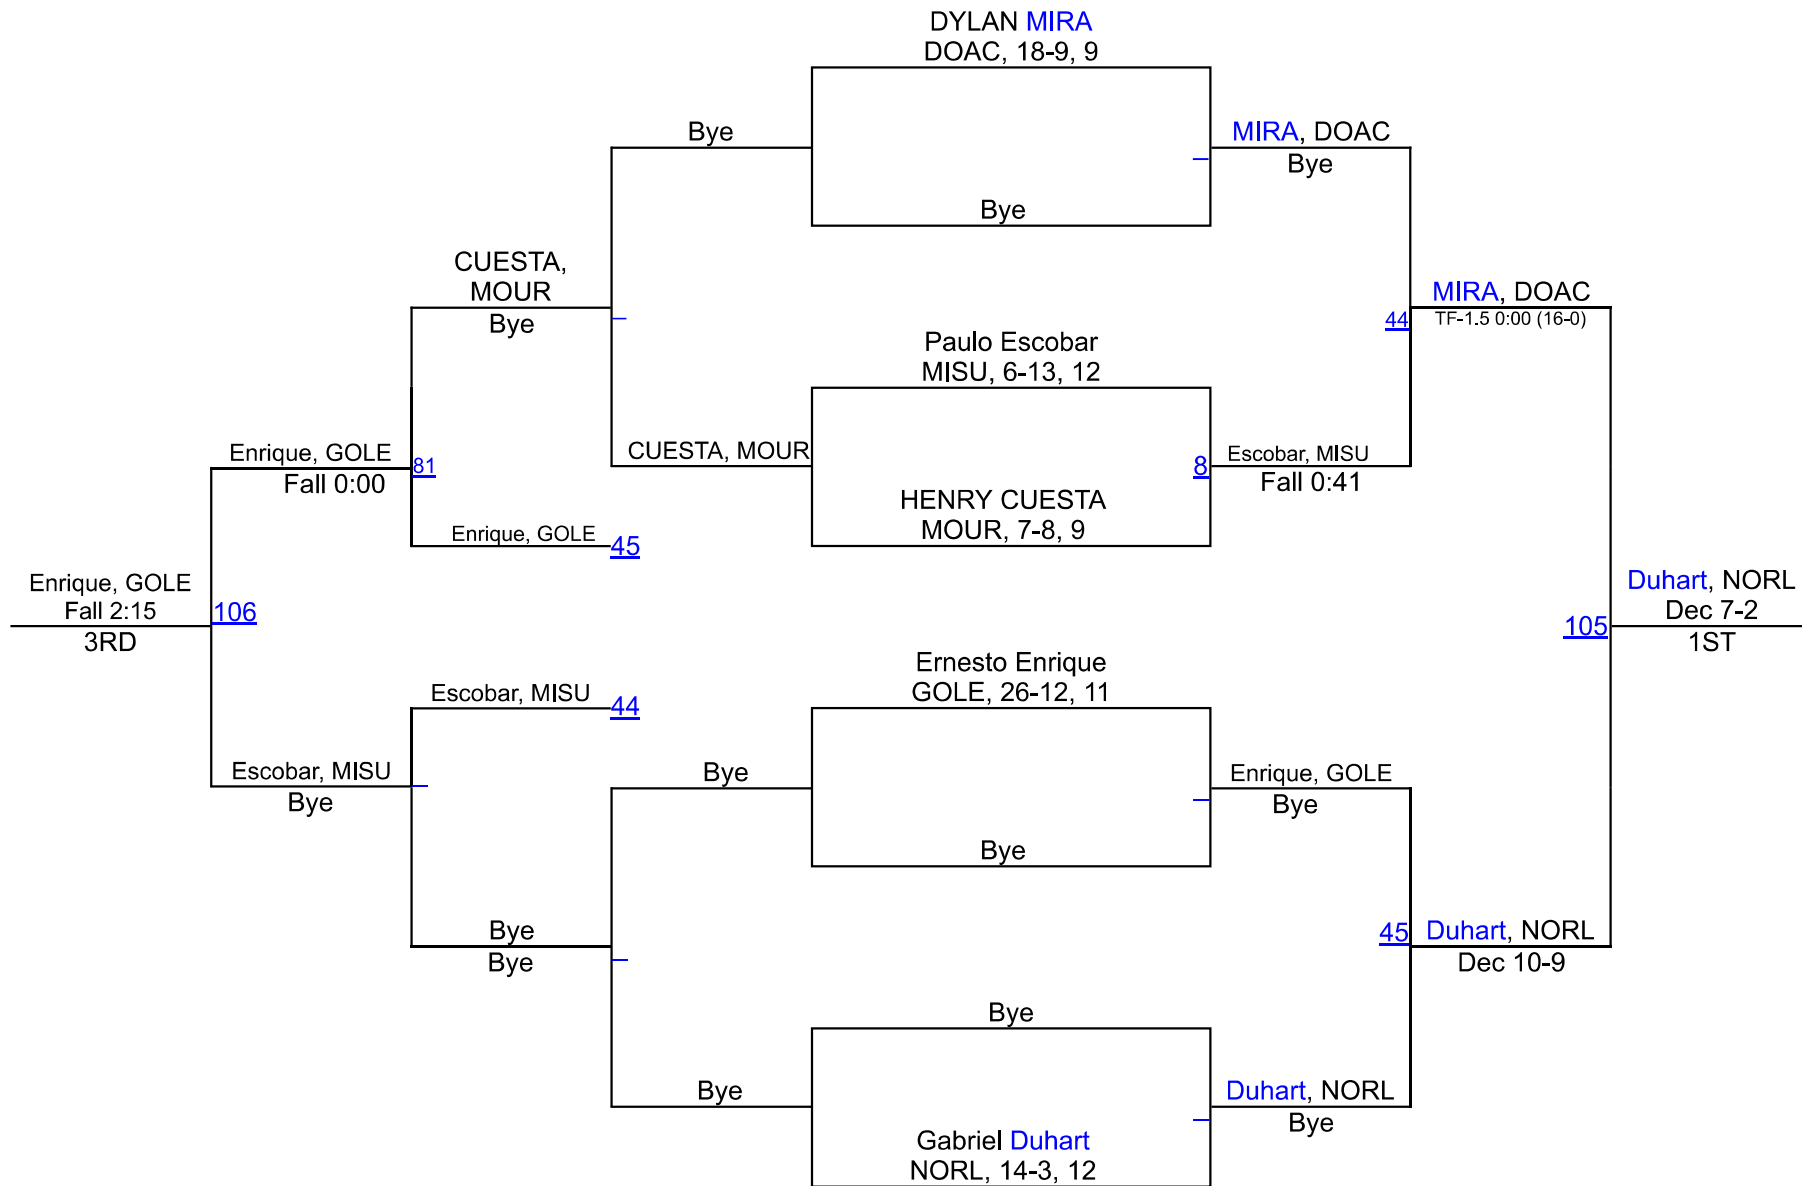 DYLAN MIRA
DOAC, 18-9, 9
Bye
MIRA, DOAC
Bye
Bye
CUESTA,
MOUR
Bye
MIRA, DOAC
TF-1.5 0:00 (16-0)
44
Paulo Escobar
MISU, 6-13, 12
Enrique, GOLE
Fall 0:00
81
CUESTA, MOUR
8
Escobar, MISU
Fall 0:41
HENRY CUESTA
MOUR, 7-8, 9
Enrique, GOLE
45
Enrique, GOLE
Fall 2:15
3RD
106
Duhart, NORL
Dec 7-2
1ST
105
Ernesto Enrique
GOLE, 26-12, 11
Escobar, MISU
44
Escobar, MISU
Bye
Bye
Enrique, GOLE
Bye
Bye
Bye
Bye
45
Duhart, NORL
Dec 10-9
Bye
Bye
Duhart, NORL
Bye
Gabriel Duhart
NORL, 14-3, 12